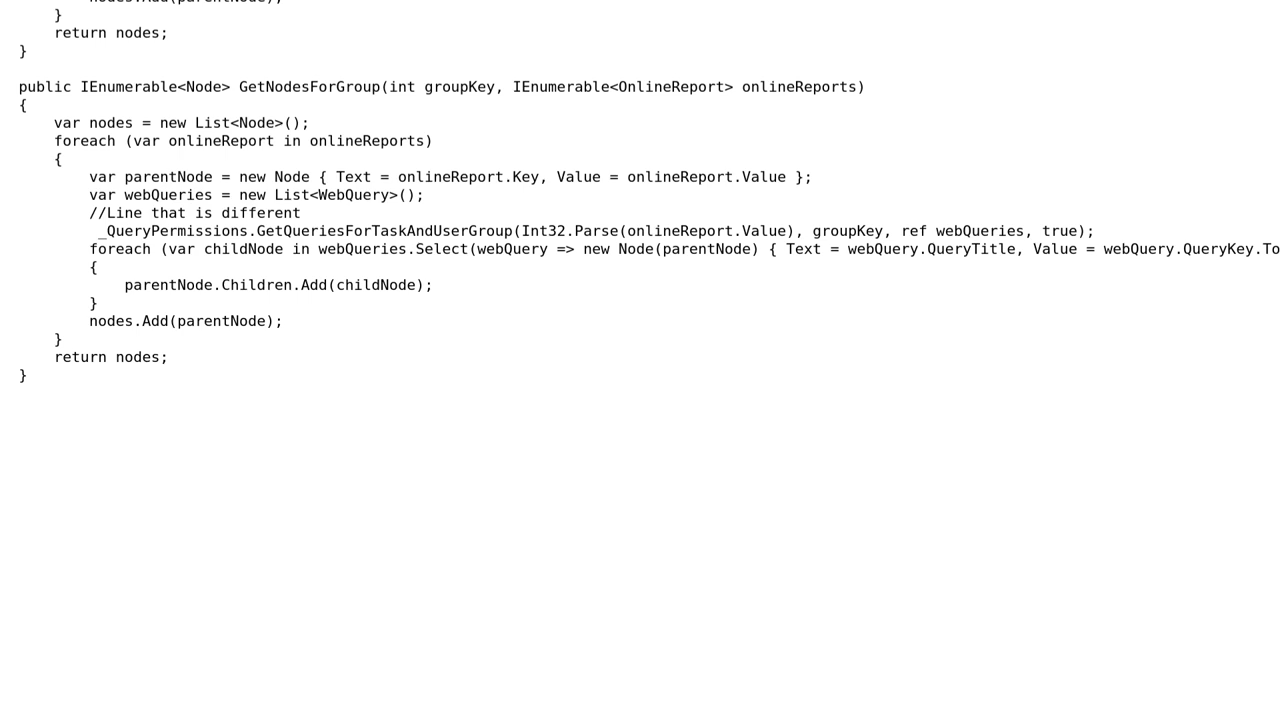 nodes.Add(parentNode);
    }
    return nodes;
}

public IEnumerable<Node> GetNodesForGroup(int groupKey, IEnumerable<OnlineReport> onlineReports)
{
    var nodes = new List<Node>();
    foreach (var onlineReport in onlineReports)
    {
        var parentNode = new Node { Text = onlineReport.Key, Value = onlineReport.Value };
        var webQueries = new List<WebQuery>();
        //Line that is different
         _QueryPermissions.GetQueriesForTaskAndUserGroup(Int32.Parse(onlineReport.Value), groupKey, ref webQueries, true);
        foreach (var childNode in webQueries.Select(webQuery => new Node(parentNode) { Text = webQuery.QueryTitle, Value = webQuery.QueryKey.To
        {
            parentNode.Children.Add(childNode);
        }
        nodes.Add(parentNode);
    }
    return nodes;
}